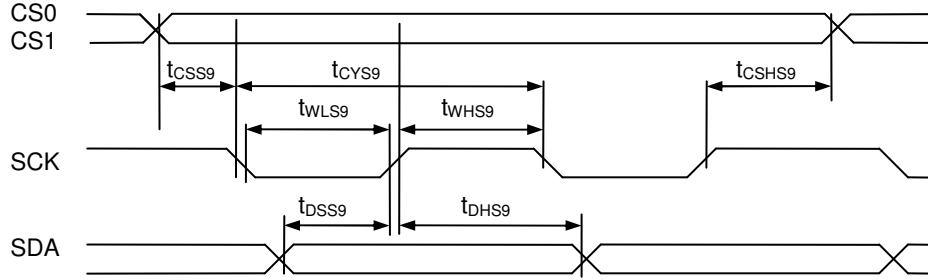 CS0
CS1
tCSS9
tCYS9
tCSHS9
tWLS9
tWHS9
SCK
tDSS9
tDHS9
SDA